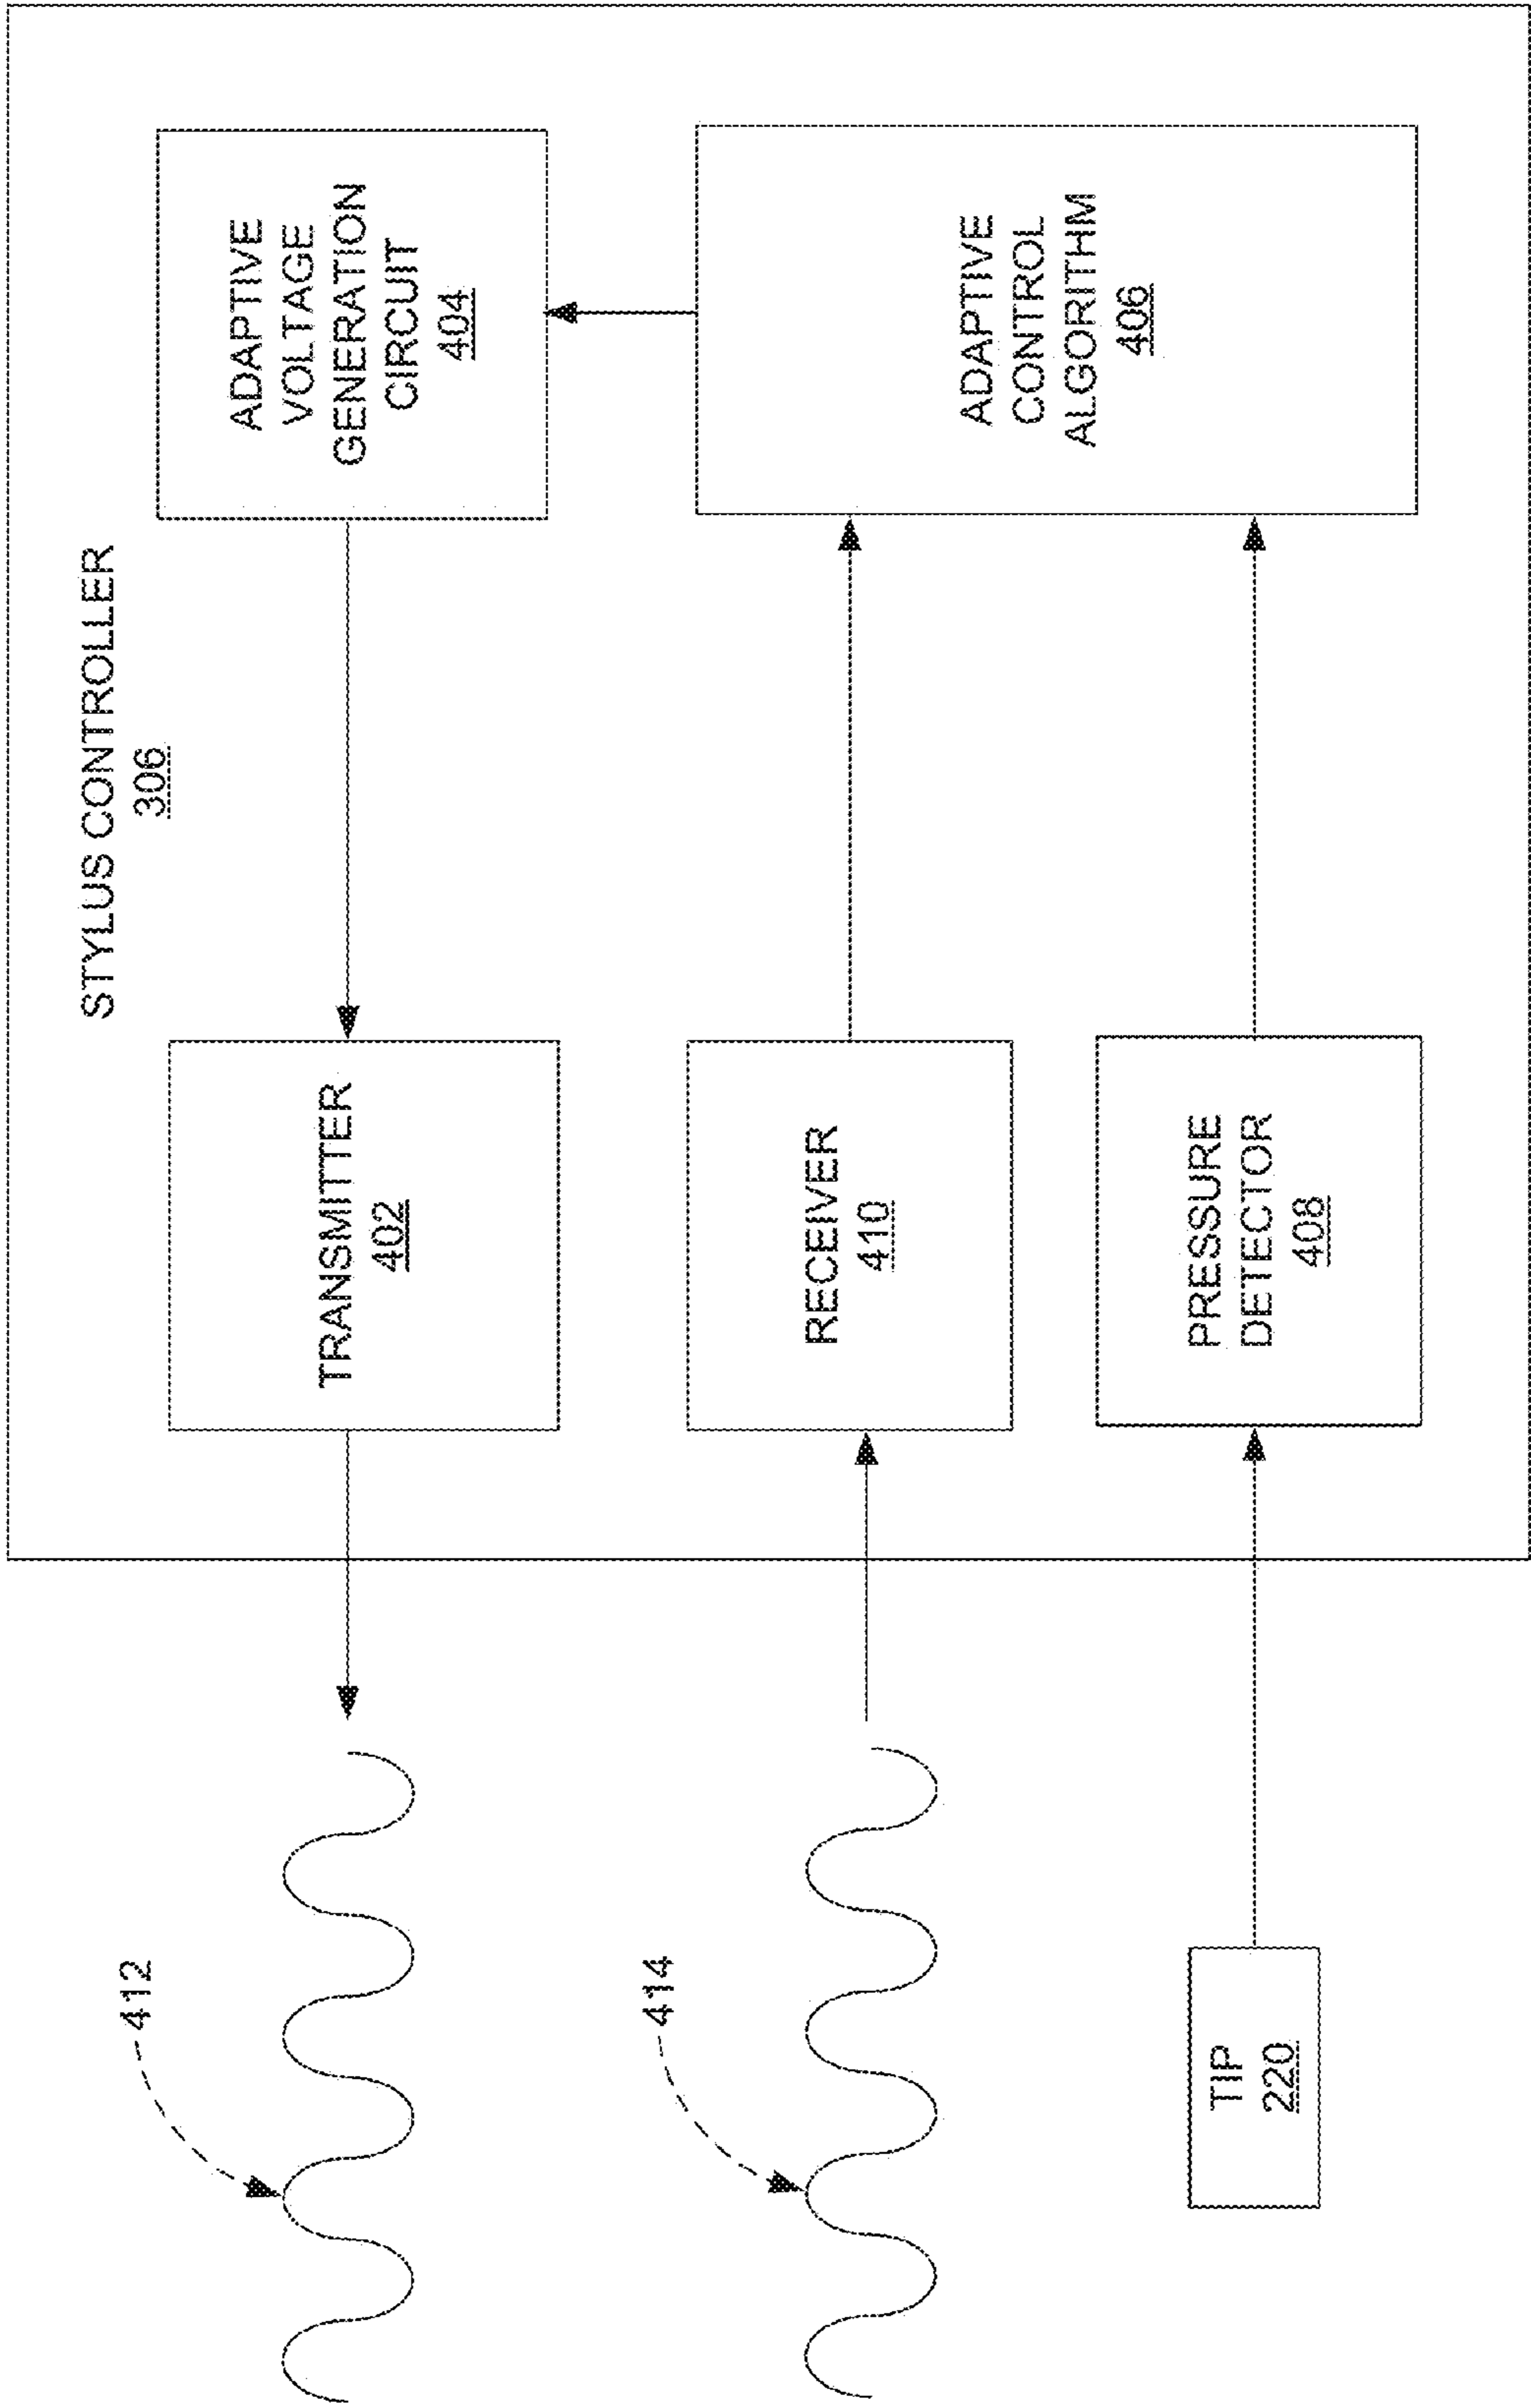 STYLUS CONTROLLER
306
412
TRANSMITTER
402
ADAPTIVE
VOLTAGE
GENERATION
CIRCUIT
404
414
RECEIVER
410
ADAPTIVE
CONTROL
ALGORITHM
406
TIP
220
PRESSURE
DETECTOR
408